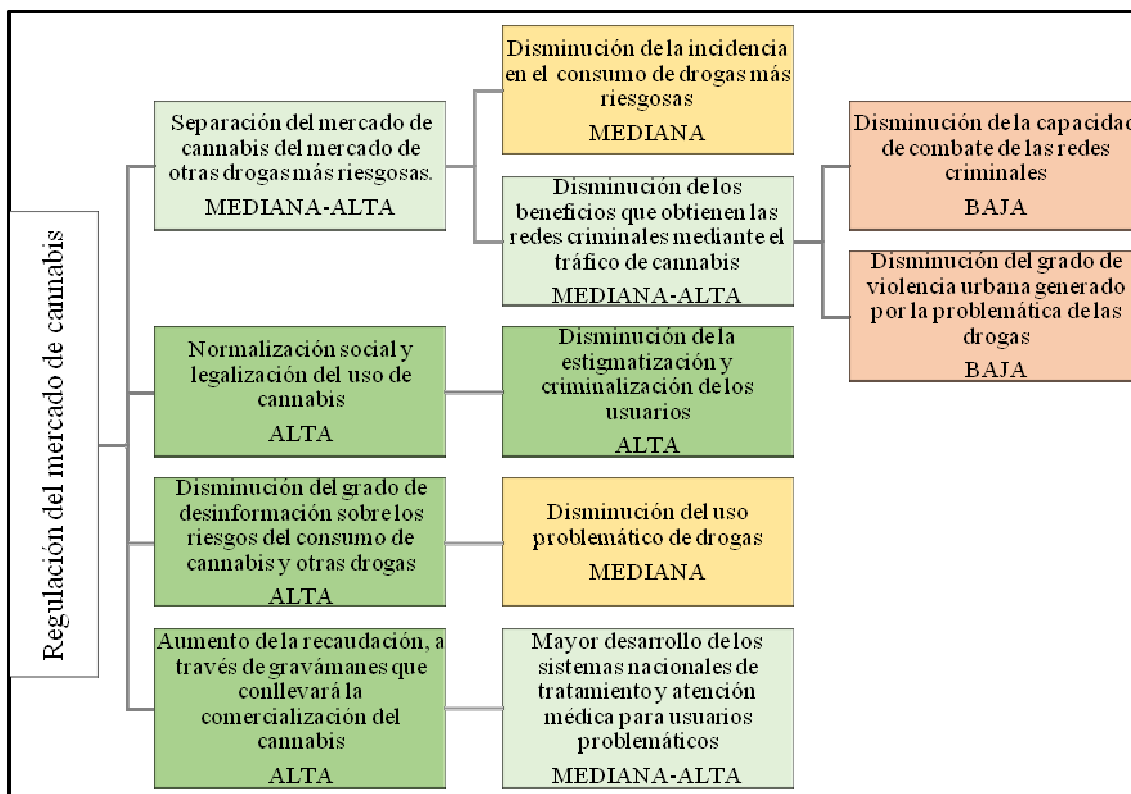 Regulación del mercado de cannabis
Separación del mercado de
cannabis del mercado de
otras drogas más riesgosas.
MEDIANA-ALTA
Disminución de la incidencia
en el consumo de drogas más
riesgosas
MEDIANA
Disminución de los
beneficios que obtienen las
redes criminales mediante el
tráfico de cannabis
MEDIANA-ALTA
Disminución de la capacidad
de combate de las redes
criminales
BAJA
Disminución del grado de
violencia urbana generado
por la problemática de las
drogas
BAJA
Normalización social y
legalización del uso de
cannabis
ALTA
Disminución de la
estigmatización y
criminalización de los
usuarios
ALTA
Disminución del grado de
desinformación sobre los
riesgos del consumo de
cannabis y otras drogas
ALTA
Disminución del uso
problemático de drogas
MEDIANA
Aumento de la recaudación, a
través de gravámanes que
conllevará la
comercialización del
cannabis
ALTA
Mayor desarrollo de los
sistemas nacionales de
tratamiento y atención
médica para usuarios
problemáticos
MEDIANA-ALTA